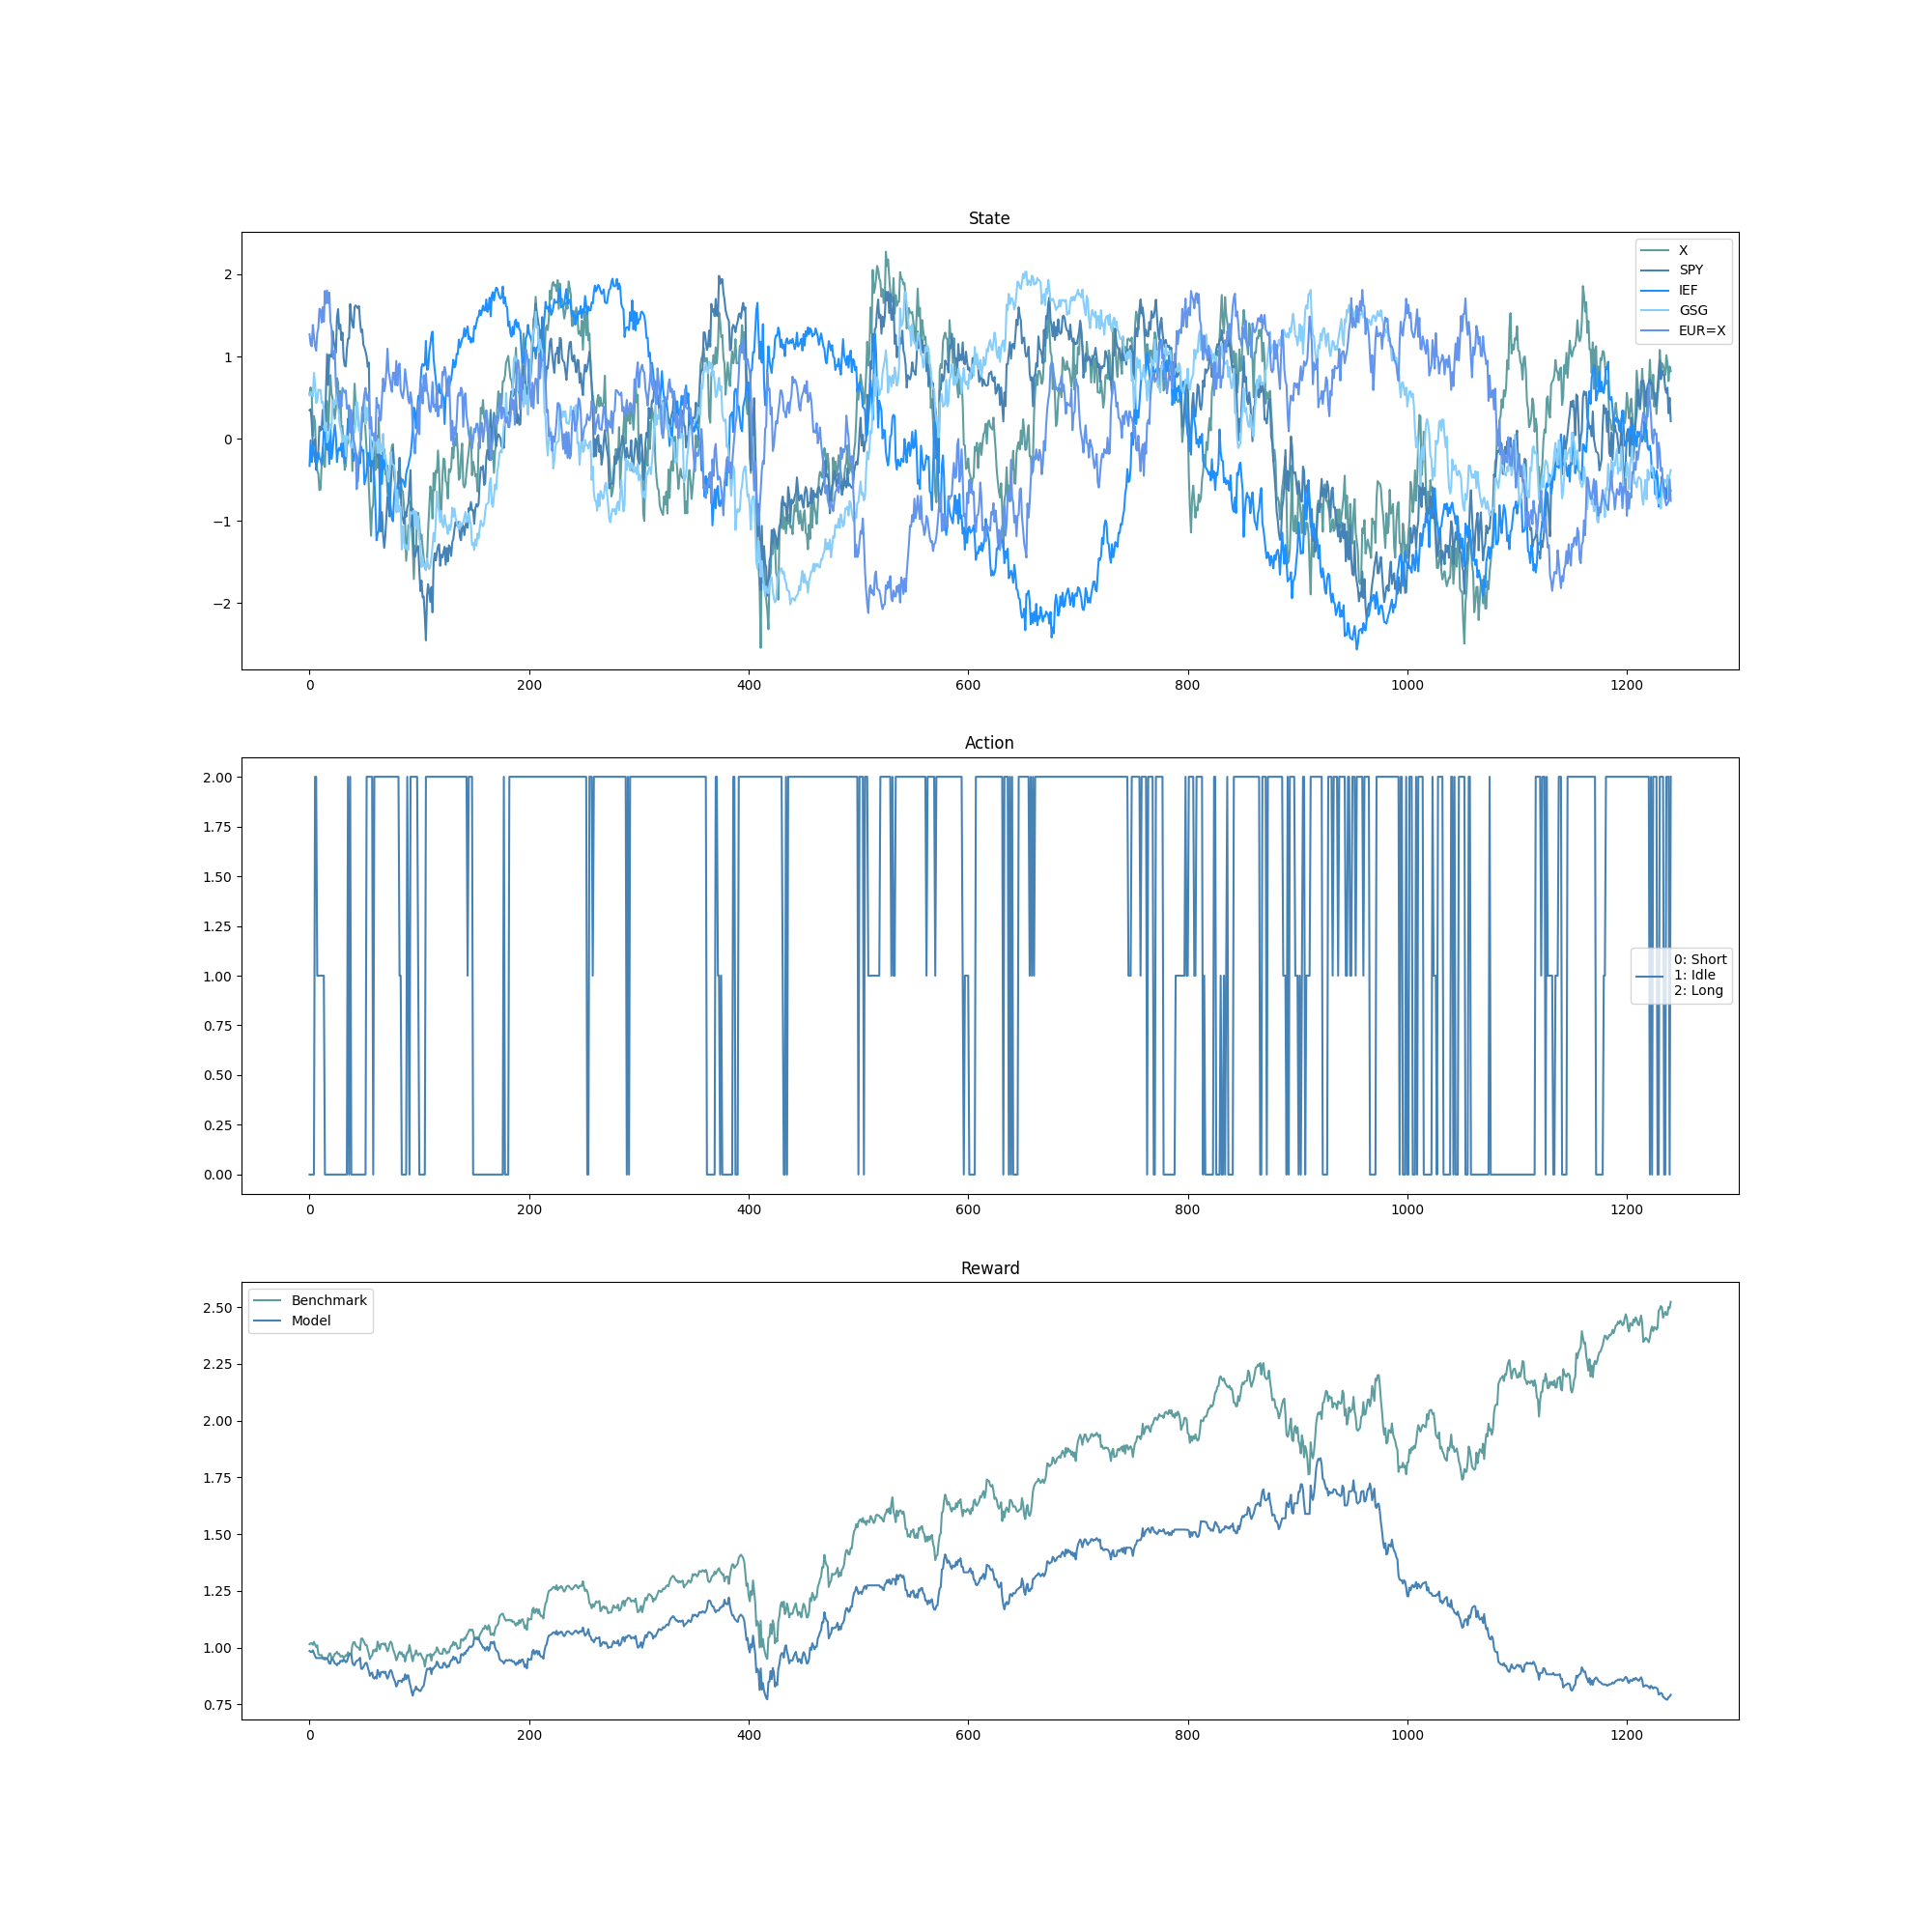 State
2
1
0
−1
−2
X
SPY
IEF
GSG
EUR=X
0 200 400 600 800 1000 1200
Action
2.00
1.75
1.50
1.25
1.00
0.75
0.50
0.25
0.00
0: Short
1: Idle
2: Long
0 200 400 600 800 1000 1200
Reward
Benchmark
Model
2.50
2.25
2.00
1.75
1.50
1.25
1.00
0.75
0 200 400 600 800 1000 1200